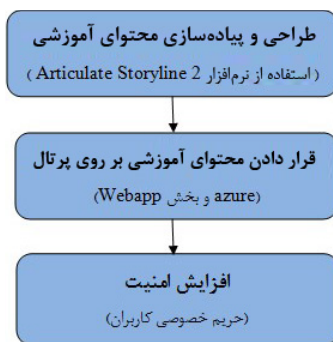 طراحی و پیاده‌سازی محتوای آموزشی
( استفاده از نرم‌افزار Articulate Storyline 2 )
قرار دادن محتوای آموزشی بر روی پرتال
(azure و بخش Webapp)
افزایش امنیت
(حریم خصوصی کاربران)